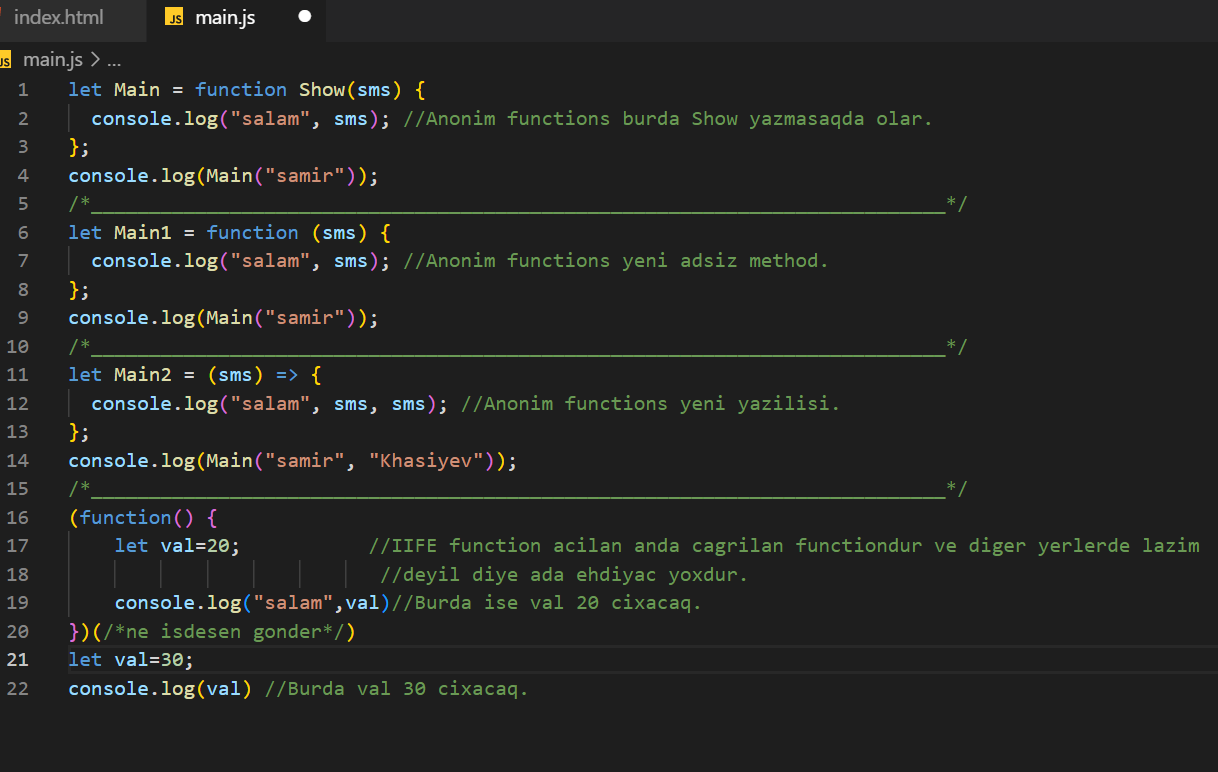 index.html
JS main.js
JS main.js > ...
1 let Main = function Show(sms) {
2 console.log("salam", sms); //Anonim functions burda Show yazmasaqda olar.
3 };
4 console.log(Main("samir"));
5 /*__________________________________________________________________________*/
6 let Main1 = function (sms) {
7 console.log("salam", sms); //Anonim functions yeni adsiz method.
8 };
9 console.log(Main("samir"));
10 /*__________________________________________________________________________*/
11 let Main2 = (sms) => {
12 console.log("salam", sms, sms); //Anonim functions yeni yazilisi.
13 };
14 console.log(Main("samir", "Khasiyev"));
15 /*__________________________________________________________________________*/
16 (function() {
17 let val=20; //IIFE function acilan anda cagrilan functiondur ve diger yerlerde lazim
18 //deyil diye ada ehdiyac yoxdur.
19 console.log("salam",val)//Burda ise val 20 cixacaq.
20 })(/*ne isdesen gonder*/)
21 let val=30;
22 console.log(val) //Burda val 30 cixacaq.